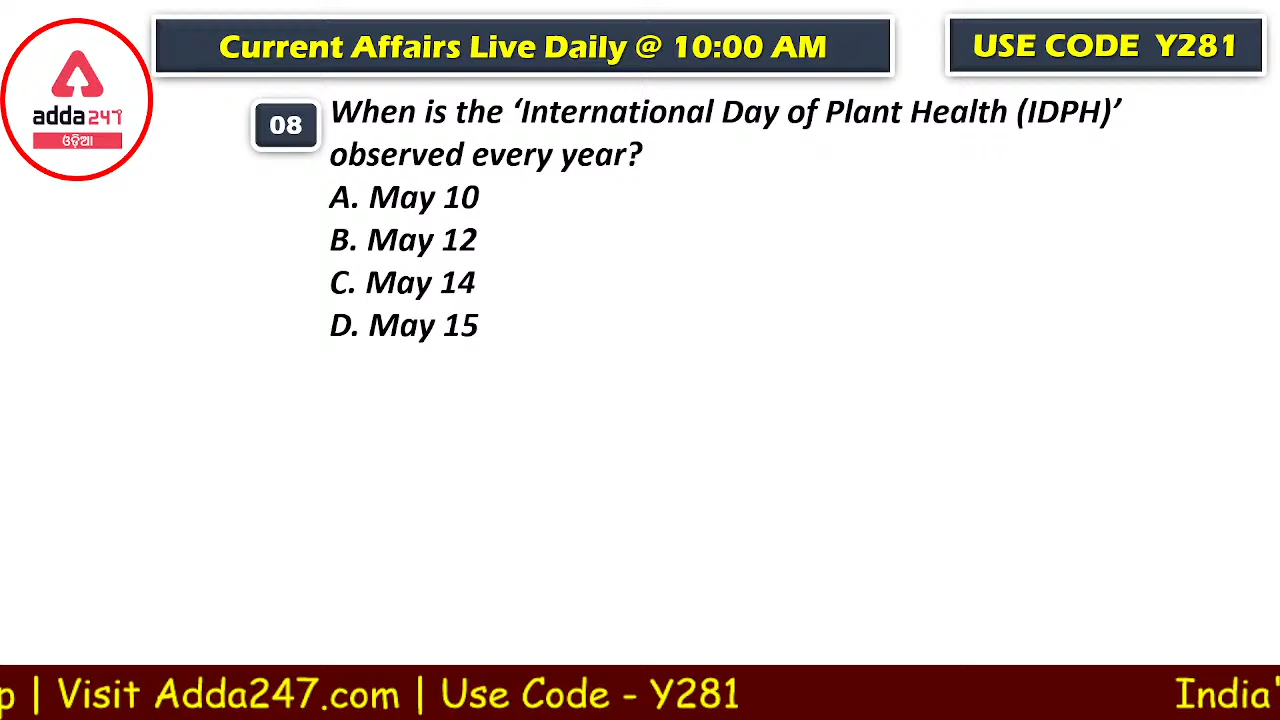 Current Affairs Live Daily @ 10:00 AM
USE CODE Y281
adda247
ଓଡ଼ିଆ
08
When is the ‘International Day of Plant Health (IDPH)’
observed every year?
A. May 10
B. May 12
C. May 14
D. May 15
p | Visit Adda247.com | Use Code - Y281
India'